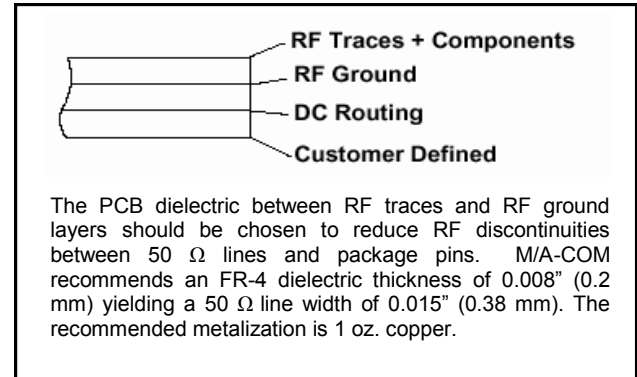 RF Traces + Components
RF Ground
DC Routing
Customer Defined
The PCB dielectric between RF traces and RF ground
layers should be chosen to reduce RF discontinuities
between 50 Ω lines and package pins. M/A-COM
recommends an FR-4 dielectric thickness of 0.008” (0.2
mm) yielding a 50 Ω line width of 0.015” (0.38 mm). The
recommended metalization is 1 oz. copper.